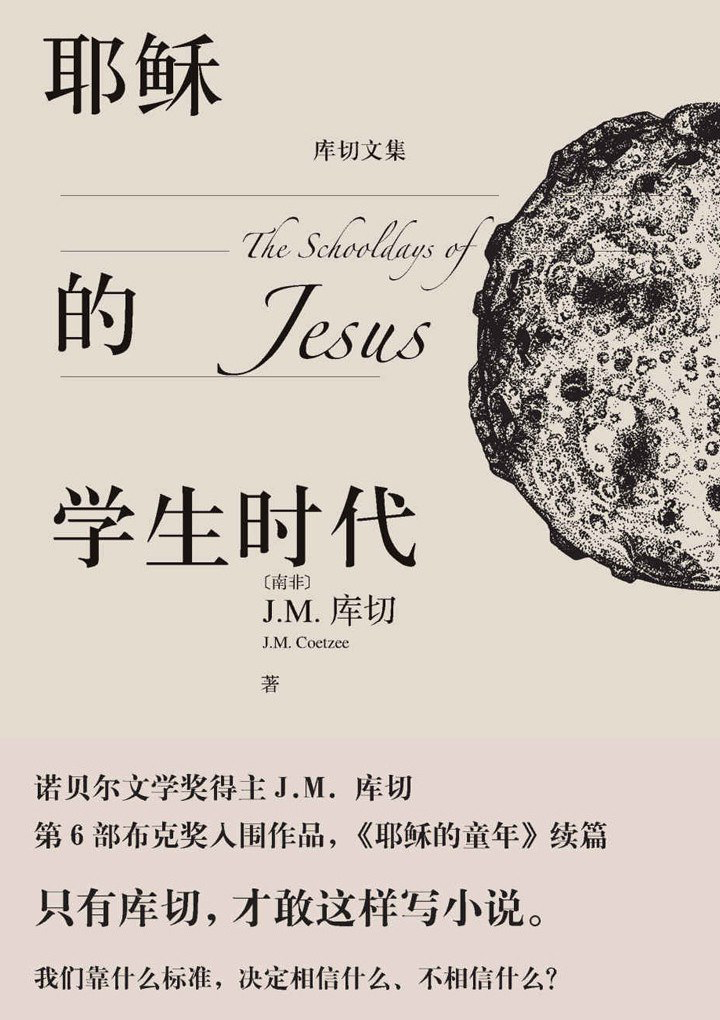 耶稣
库切文集
The Schooldays of
的
Jesus
学生时代
〔南非〕
J.M. 库切
J.M. Coetzee
著
诺贝尔文学奖得主 J.M. 库切
第 6 部布克奖入围作品，《耶稣的童年》续篇
只有库切，才敢这样写小说。
我们靠什么标准，决定相信什么、不相信什么？